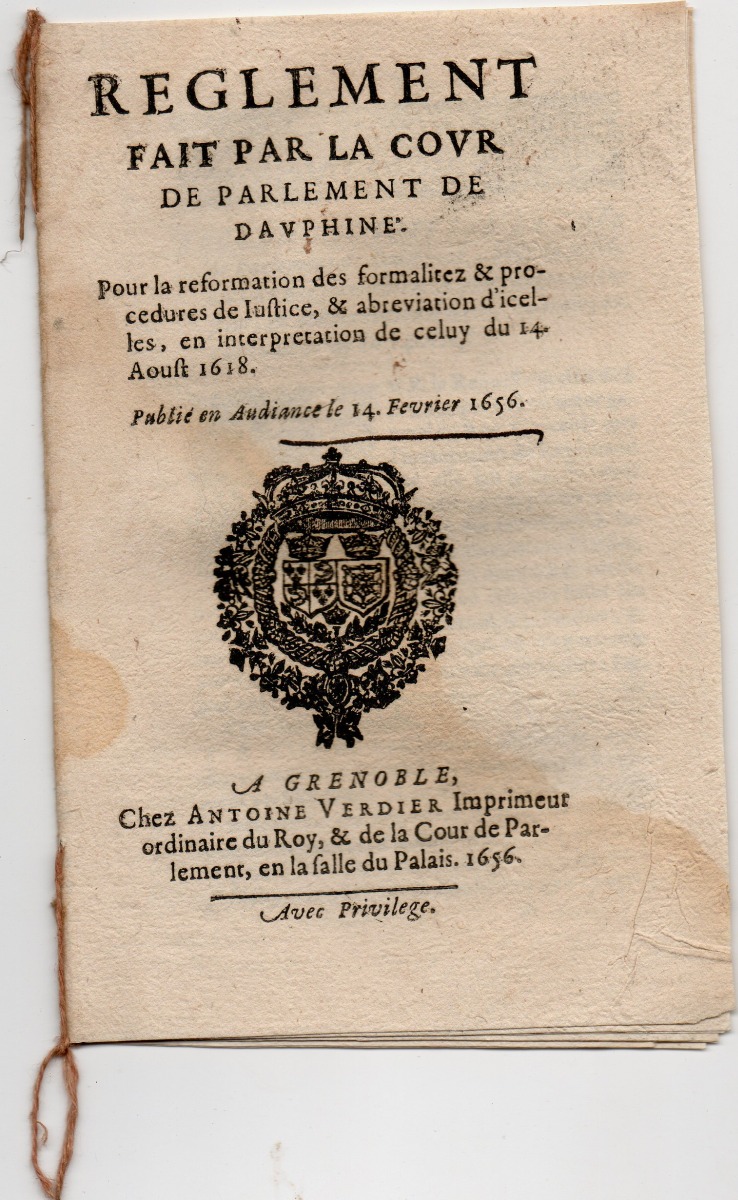 REGLEMENT
FAIT PAR LA COVR
DE PARLEMENT DE
DAVPHINE'.
Pour la reformation des formalitez & pro-
cedures de Iuſtice, & abreviation d'icel-
les, en interpretation de celuy du 14.
Aouſt 1618.
Publié en Audiance le 14. Fevrier 1656.
A GRENOBLE,
Chez ANTOINE VERDIER Imprimeur
ordinaire du Roy, & de la Cour de Par-
lement, en la ſalle du Palais. 1656.
Avec Privilege.